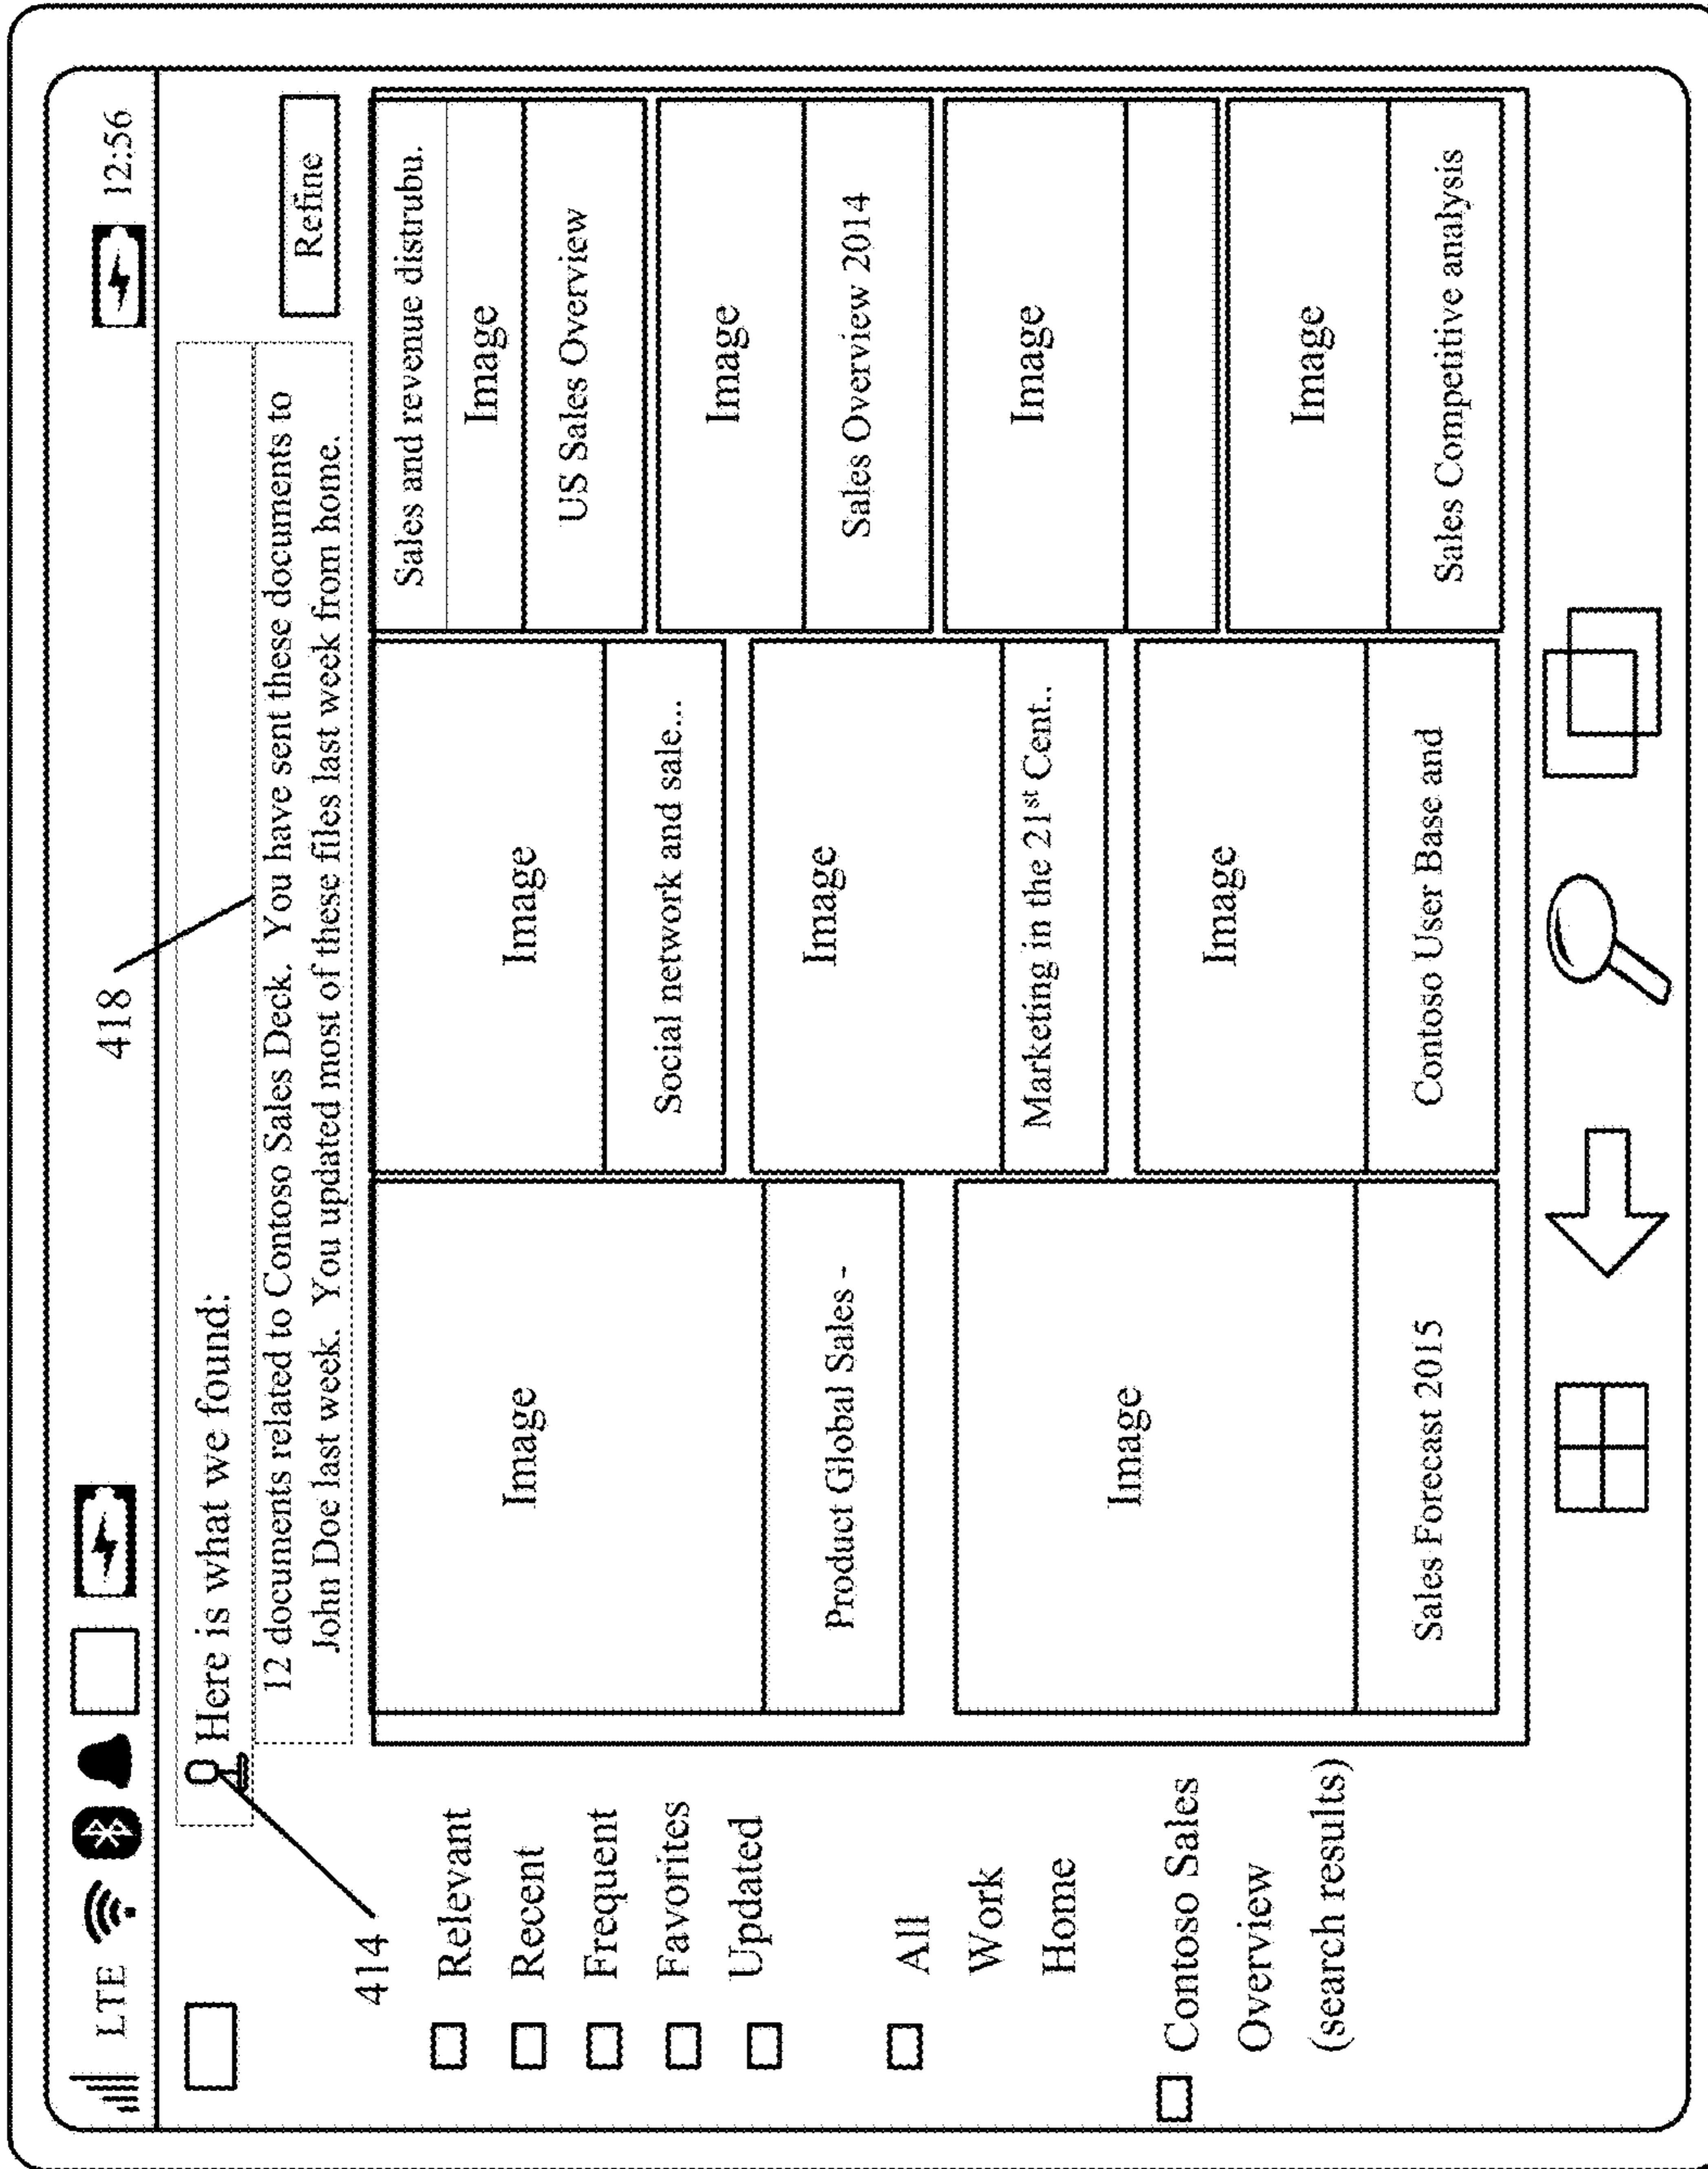 418
LTE
12:56
Here is what we found:
12 documents related to Contoso Sales Deck. You have sent these documents to
John Doe last week. You updated most of these files last week from home.
Refine
414
Relevant
Recent
Frequent
Favorites
Updated
All
Work
Home
Contoso Sales
Overview
(search results)
Image
Product Global Sales -
Image
Sales Forecast 2015
Image
Social network and sale...
Image
Marketing in the 21st Cent..
Image
Contoso User Base and
Sales and revenue distrubu.
Image
US Sales Overview
Image
Sales Overview 2014
Image
Image
Sales Competitive analysis